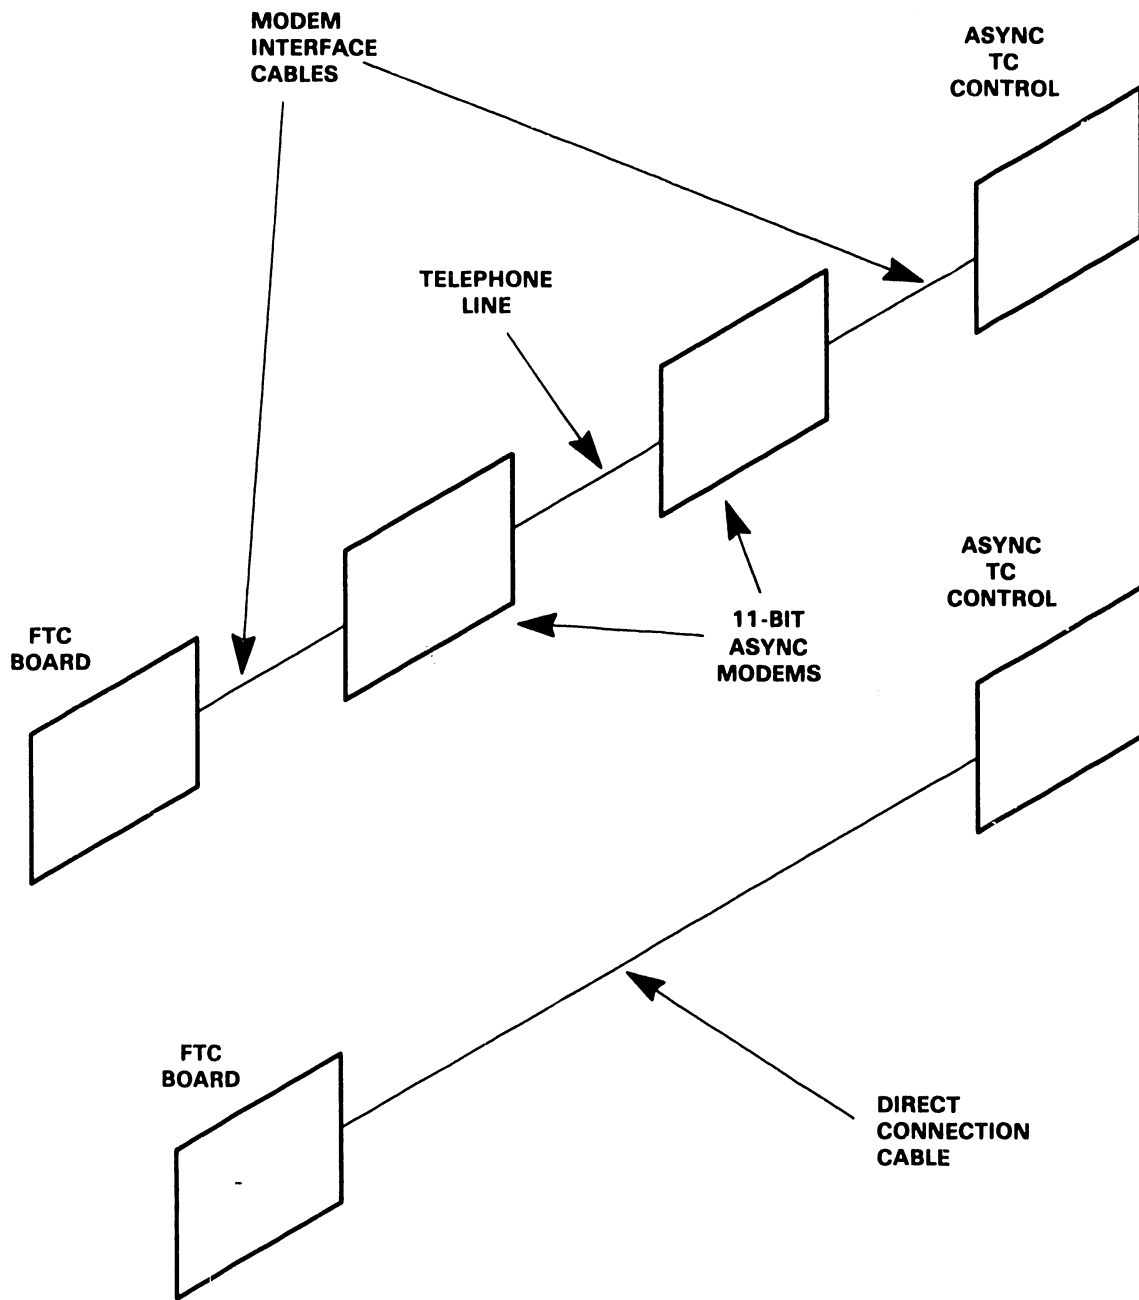 MODEM
INTERFACE
CABLES
ASYNC
TC
CONTROL
TELEPHONE
LINE
11-BIT
ASYNC
MODEMS
FTC
BOARD
ASYNC
TC
CONTROL
FTC
BOARD
DIRECT
CONNECTION
CABLE